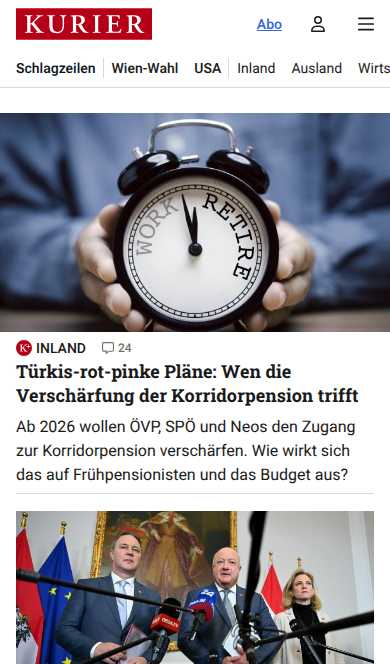 KURIER
Abo
Schlagzeilen Wien-Wahl USA Inland Ausland Wirts
WORK RETIRE
K+ INLAND 24
Türkis-rot-pinke Pläne: Wen die
Verschärfung der Korridorpension trifft
Ab 2026 wollen ÖVP, SPÖ und Neos den Zugang
zur Korridorpension verschärfen. Wie wirkt sich
das auf Frühpensionisten und das Budget aus?